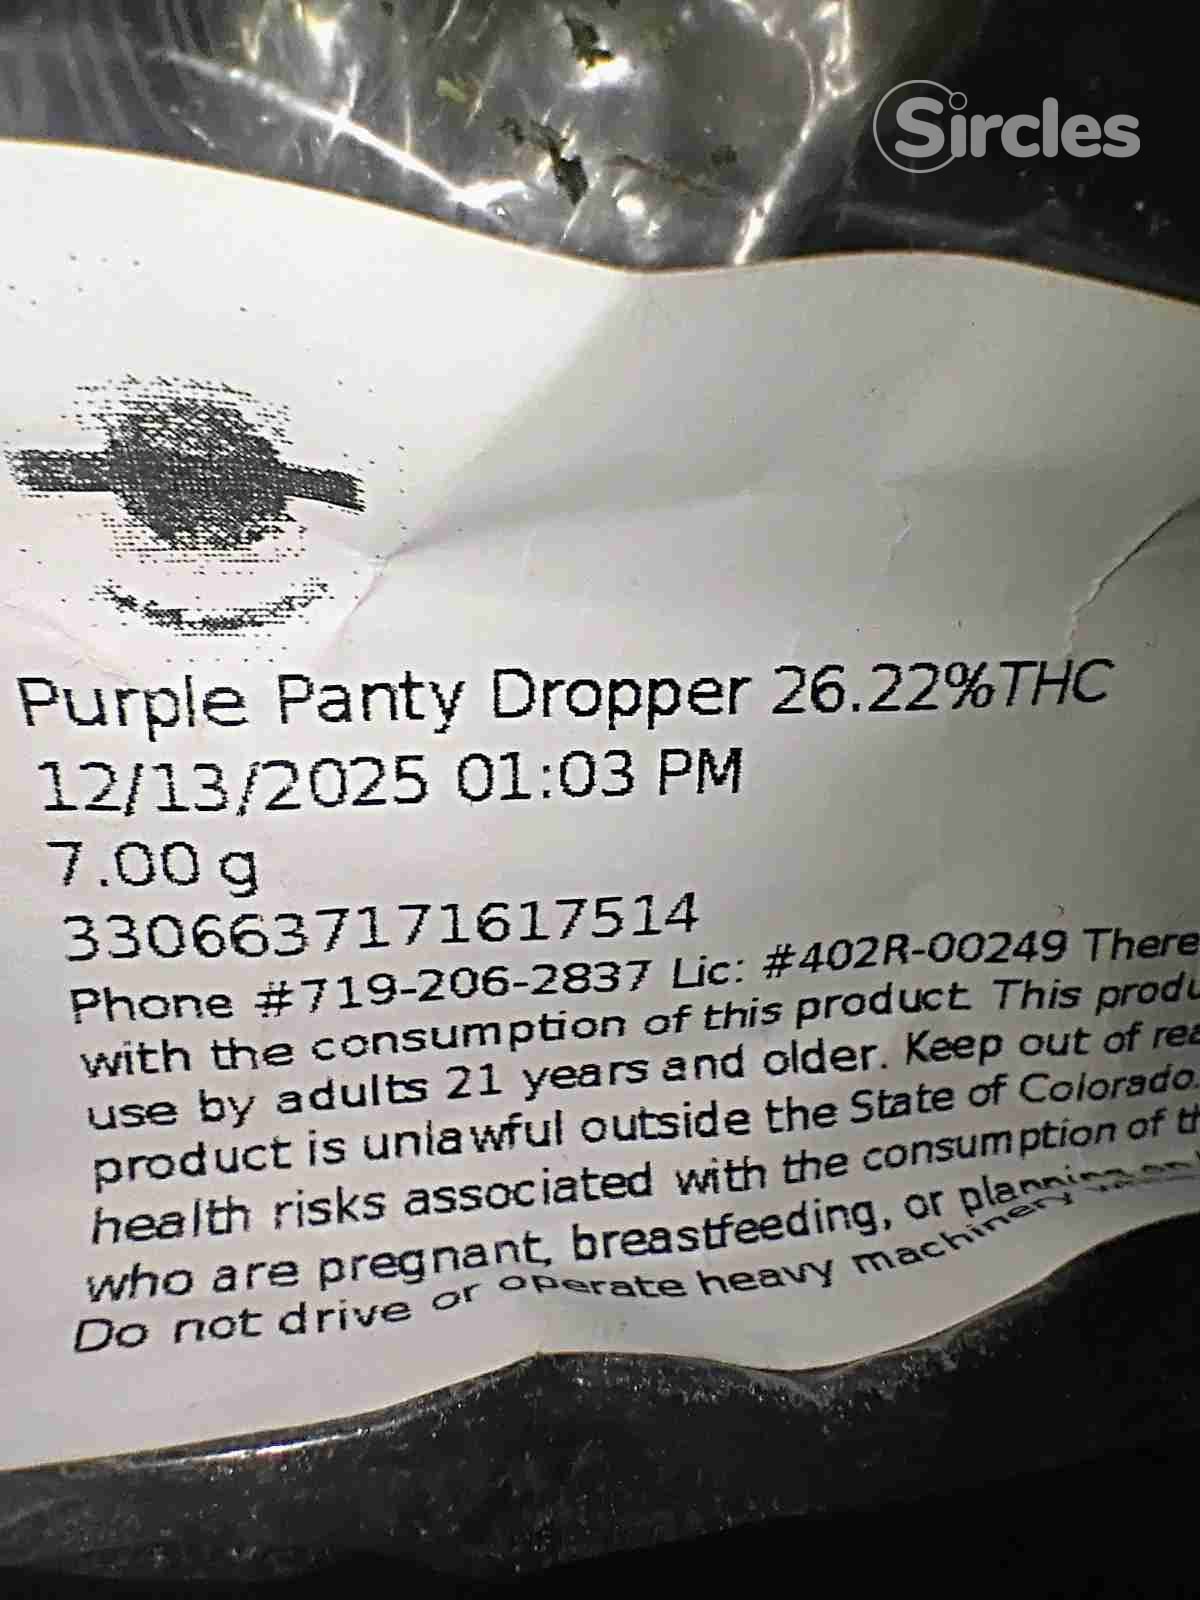 Sircles
Purple Panty Dropper 26.22%THC
12/13/2025 01:03 PM
7.00 g
3306637171617514
Phone #719-206-2837 Lic: #402R-00249 There
with the consumption of this product. This
use by adults 21 years and older. Keep out of
product is unlawful outside the State of Colorado.
health risks associated with the consumption of
who are pregnant, breastfeeding, or planning
Do not drive or operate heavy machinery